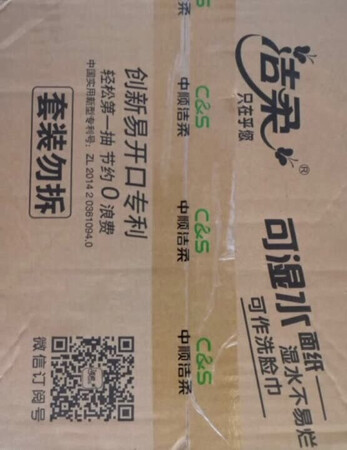 洁柔®
只在乎您
可湿水面纸
湿水不易烂
可作洗脸巾
C&S
中顺洁柔
C&S
中顺洁柔
C&S
中顺洁柔
C&S
创新易开口专利
轻松第一抽 节约0浪费
中国实用新型专利号：ZL 2014 2 0361094.0
套装勿拆
微信订阅号